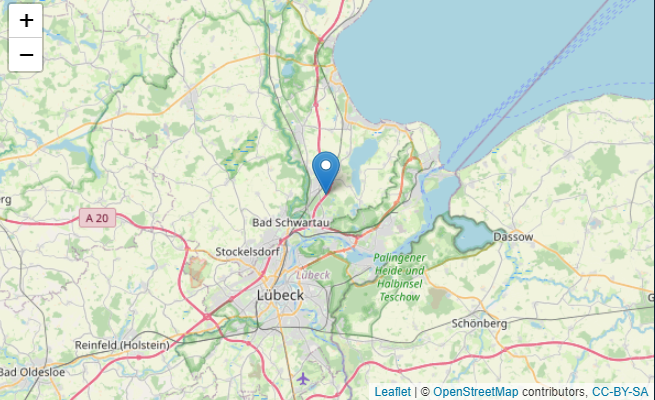 +
−
A 20
Bad Schwartau
Stockelsdorf
Lübeck
Lübeck
Dassow
Palingener
Heide und
Halbinsel
Teschow
Schönberg
Reinfeld (Holstein)
Bad Oldesloe
Leaflet | © OpenStreetMap contributors, CC-BY-SA